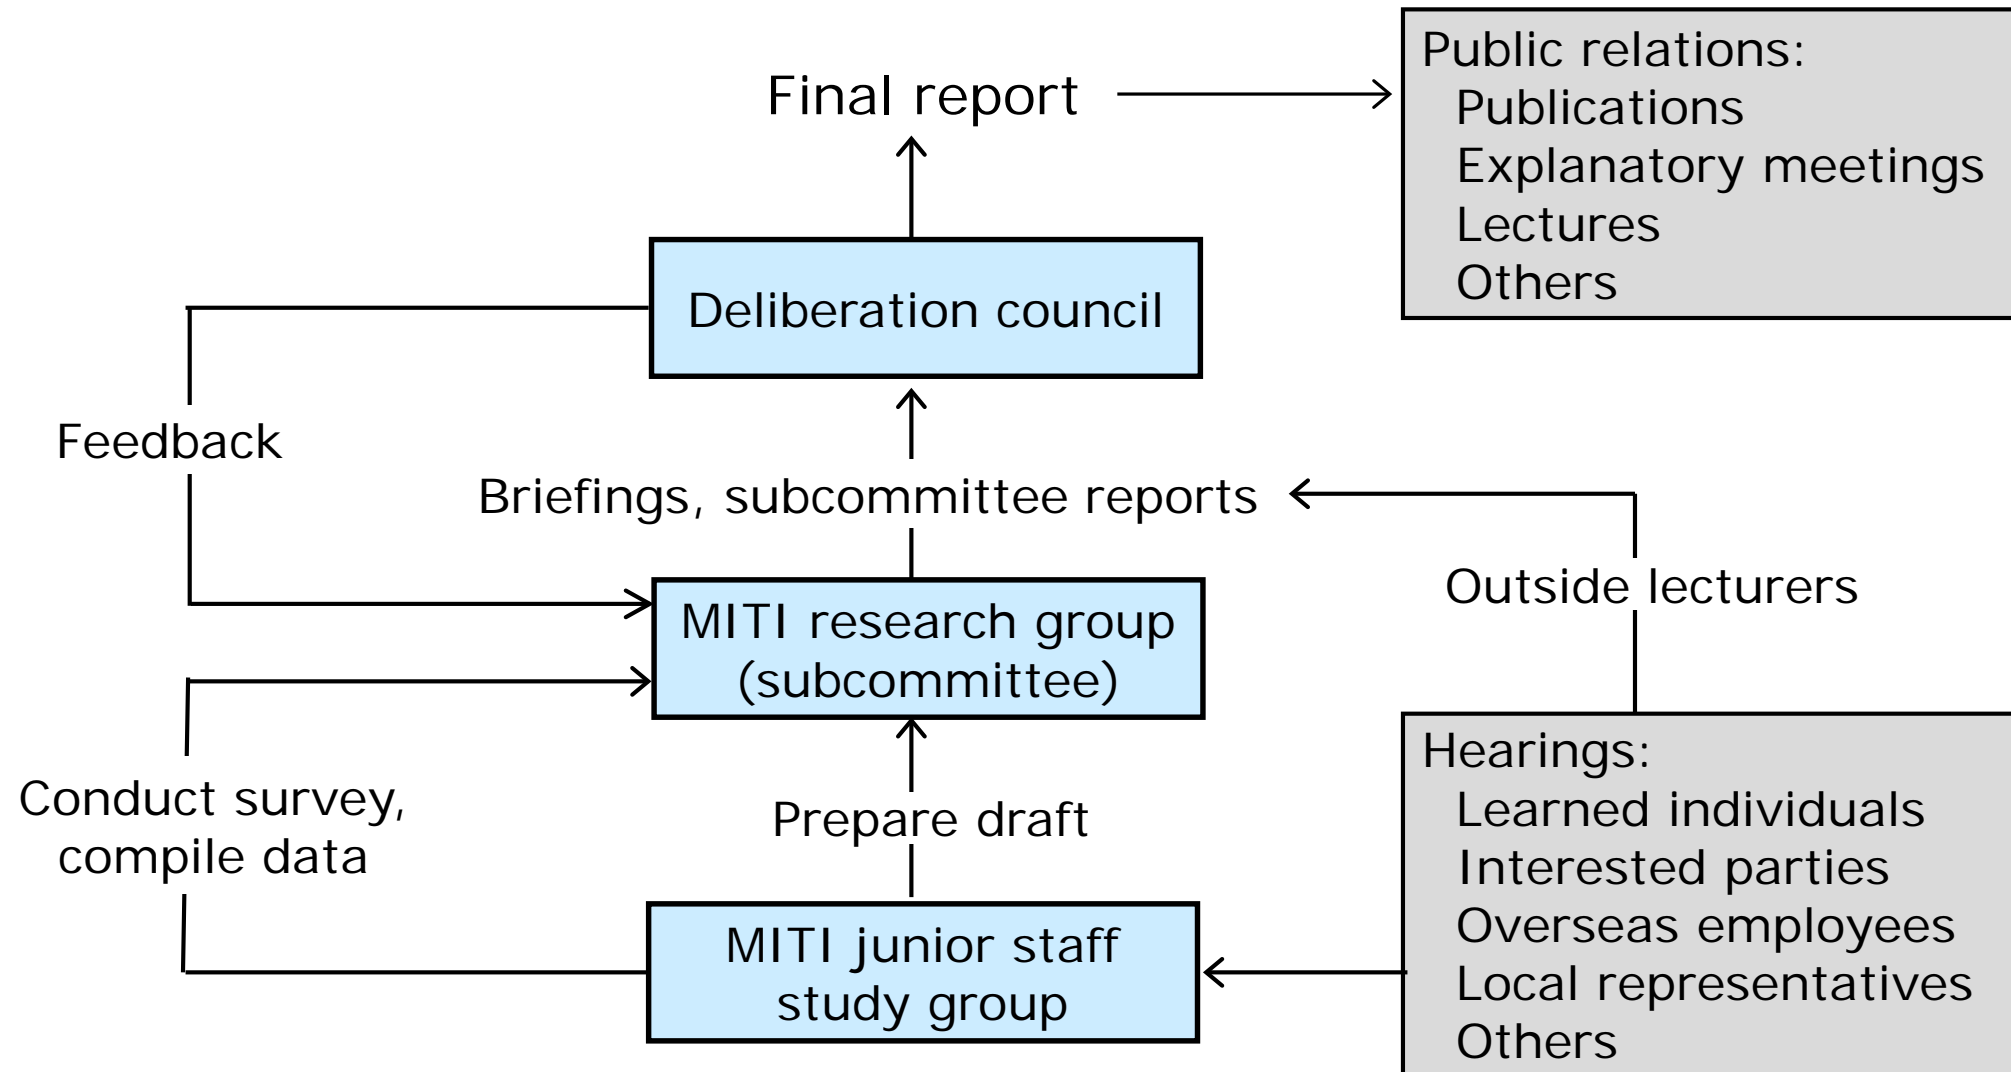 Final report
Public relations:
Publications
Explanatory meetings
Lectures
Others
Deliberation council
Feedback
Briefings, subcommittee reports
Outside lecturers
MITI research group
(subcommittee)
Conduct survey,
compile data
Prepare draft
Hearings:
Learned individuals
Interested parties
Overseas employees
Local representatives
Others
MITI junior staff
study group